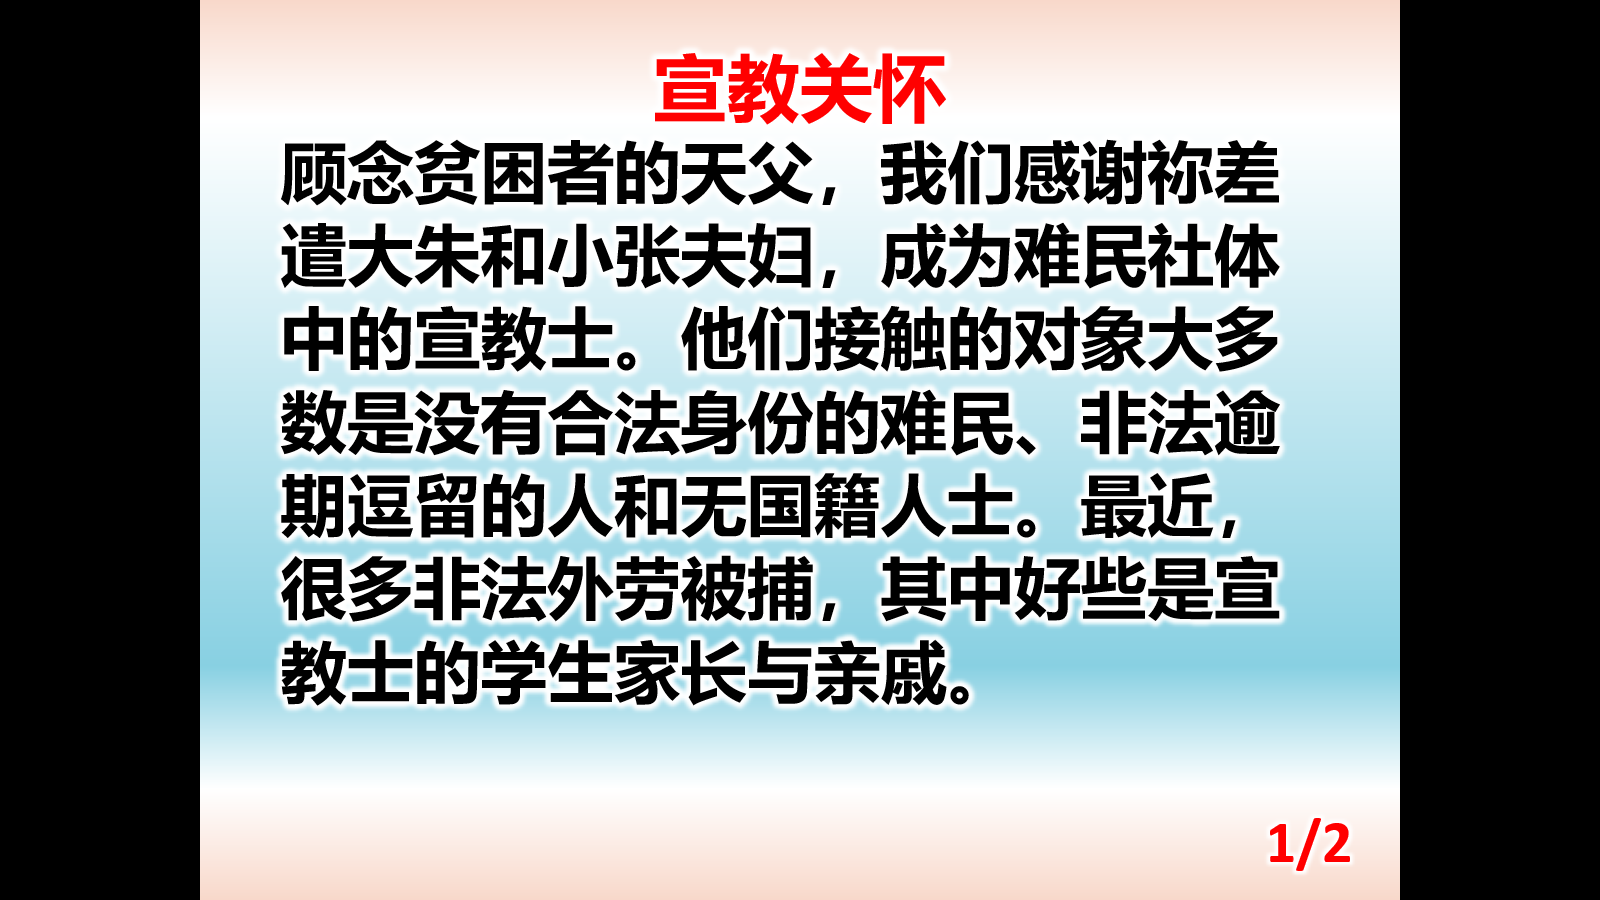 宣教关怀
顾念贫困者的天父，我们感谢祢差
遣大朱和小张夫妇，成为难民社体
中的宣教士。他们接触的对象大多
数是没有合法身份的难民、非法逾
期逗留的人和无国籍人士。最近，
很多非法外劳被捕，其中好些是宣
教士的学生家长与亲戚。
1/2